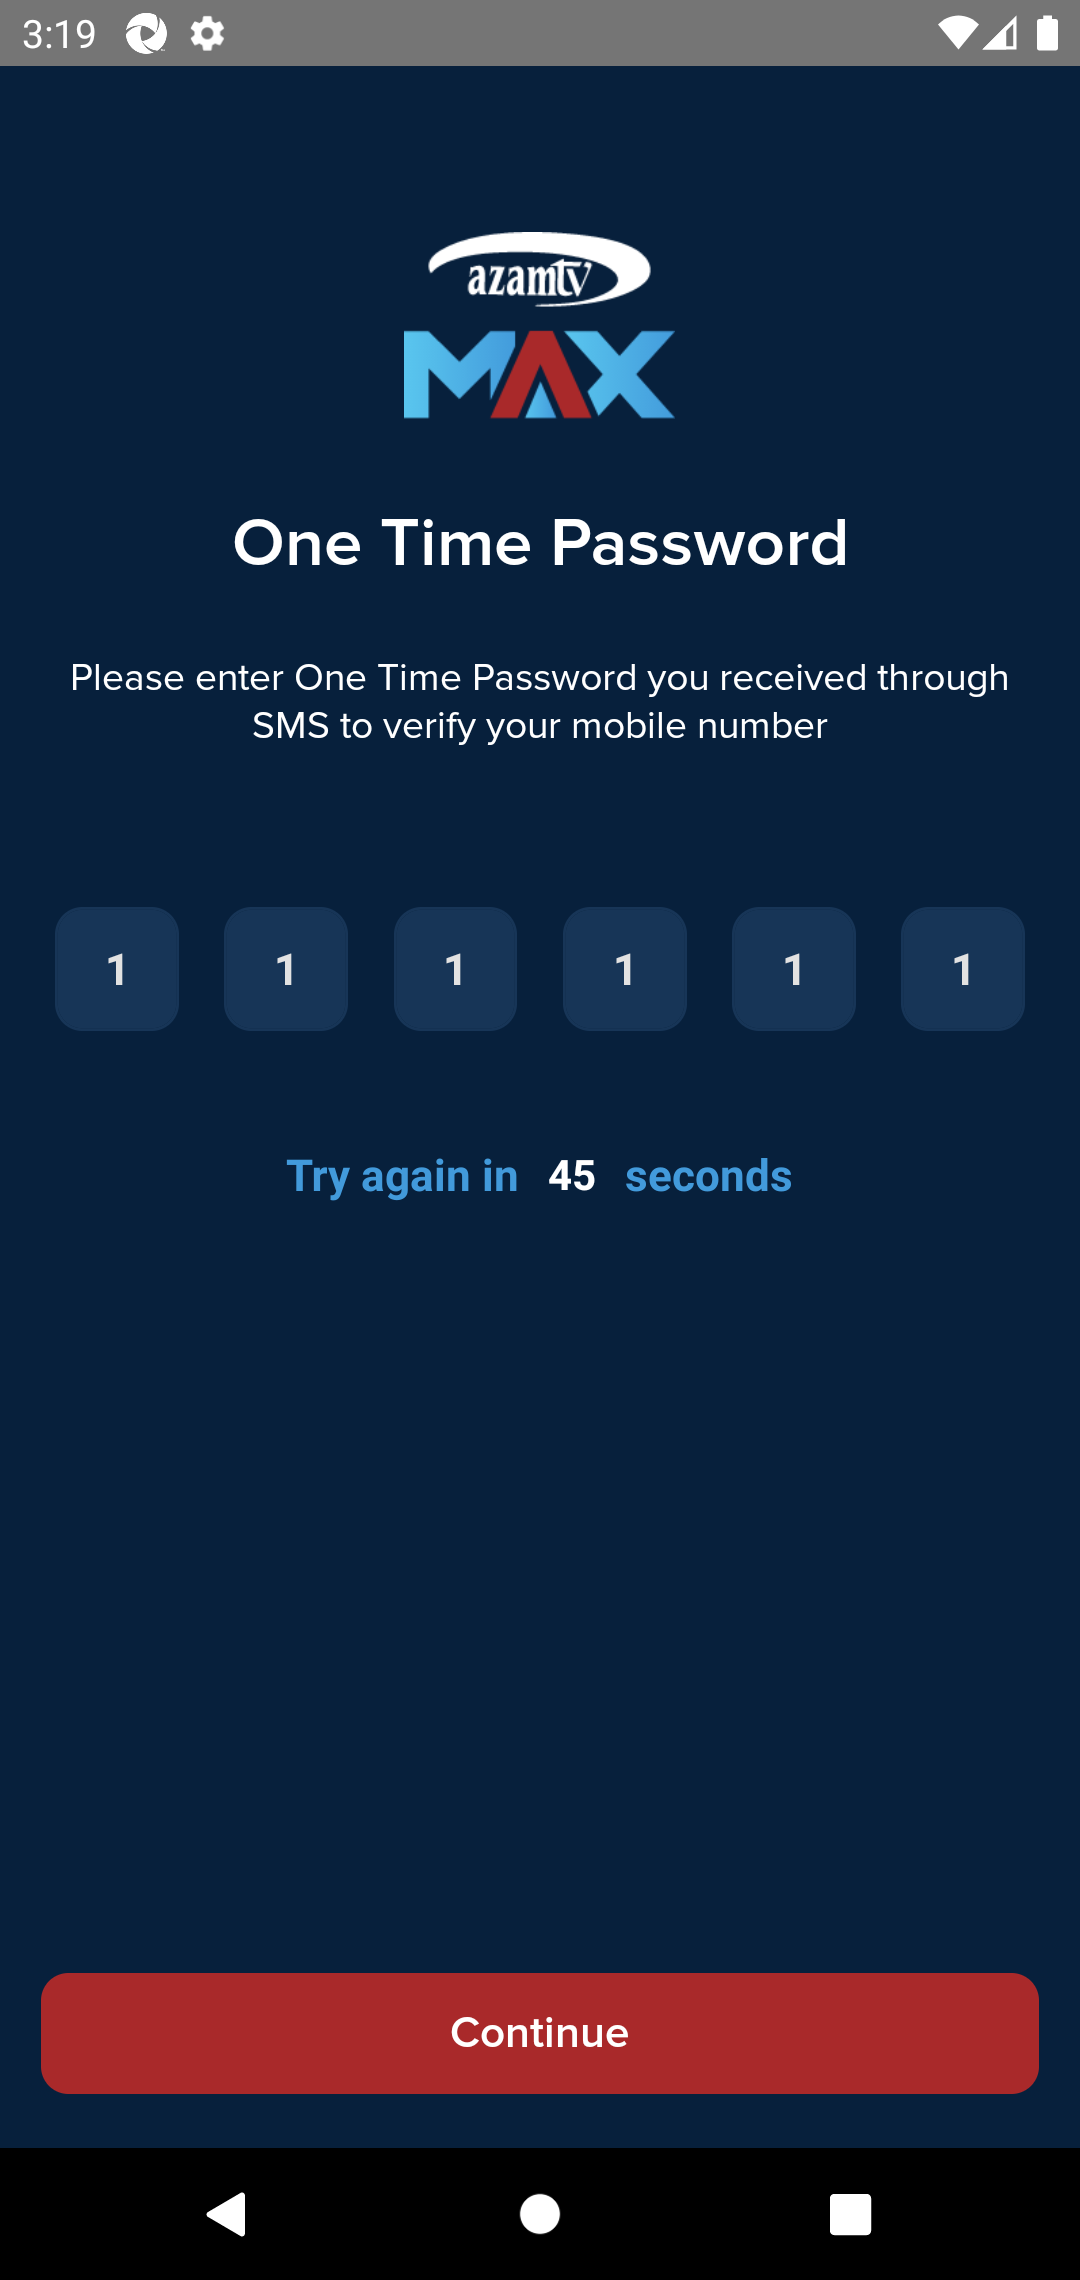 3:19
azamtv
MAX
One Time Password
Please enter One Time Password you received through
SMS to verify your mobile number
1 1 1 1 1 1
Try again in 45 seconds
Continue